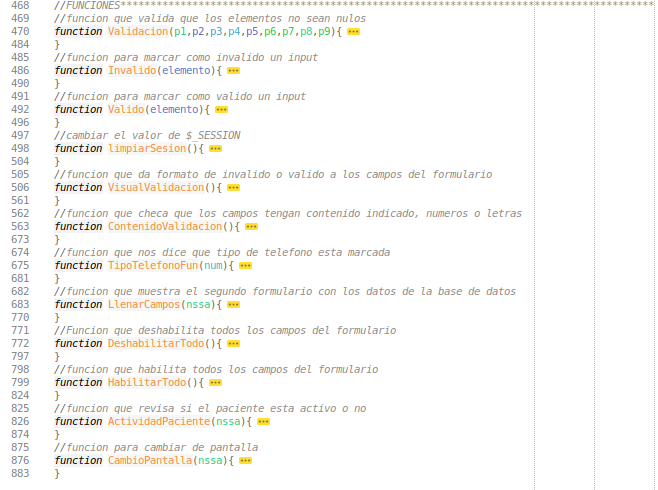 468 //FUNCIONES******************************************************************************************
469 //funcion que valida que los elementos no sean nulos
470 function Validacion(p1,p2,p3,p4,p5,p6,p7,p8,p9){ ···
484 }
485 //funcion para marcar como invalido un input
486 function Invalido(elemento){ ···
490 }
491 //funcion para marcar como valido un input
492 function Valido(elemento){ ···
496 }
497 //cambiar el valor de $_SESSION
498 function limpiarSesion(){ ···
504 }
505 //funcion que da formato de invalido o valido a los campos del formulario
506 function VisualValidacion(){ ···
561 }
562 //funcion que checa que los campos tengan contenido indicado, numeros o letras
563 function ContenidoValidacion(){ ···
673 }
674 //funcion que nos dice que tipo de telefono esta marcada
675 function TipoTelefonoFun(num){ ···
681 }
682 //funcion que muestra el segundo formulario con los datos de la base de datos
683 function LlenarCampos(nssa){ ···
770 }
771 //Funcion que deshabilita todos los campos del formulario
772 function DeshabilitarTodo(){ ···
797 }
798 //funcion que habilita todos los campos del formulario
799 function HabilitarTodo(){ ···
824 }
825 //funcion que revisa si el paciente esta activo o no
826 function ActividadPaciente(nssa){ ···
874 }
875 //funcion para cambiar de pantalla
876 function CambioPantalla(nssa){ ···
883 }